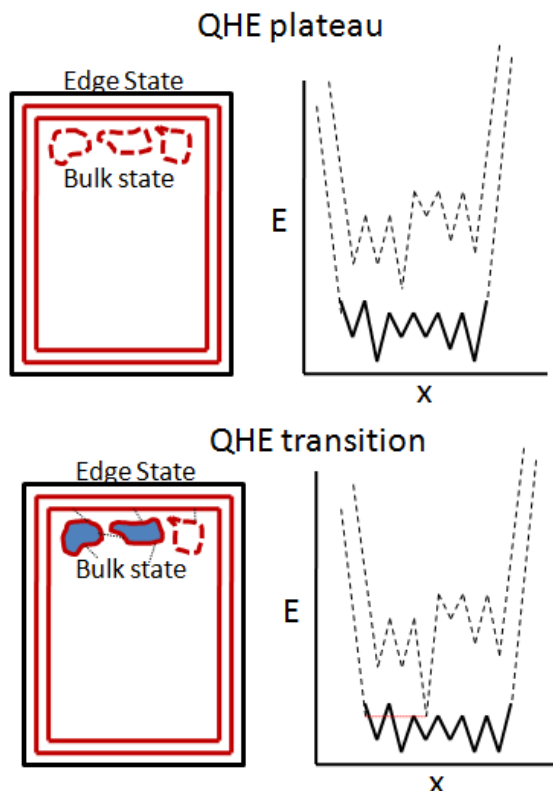 QHE plateau
Edge State
Bulk state
E
x
QHE transition
Edge State
Bulk state
E
x